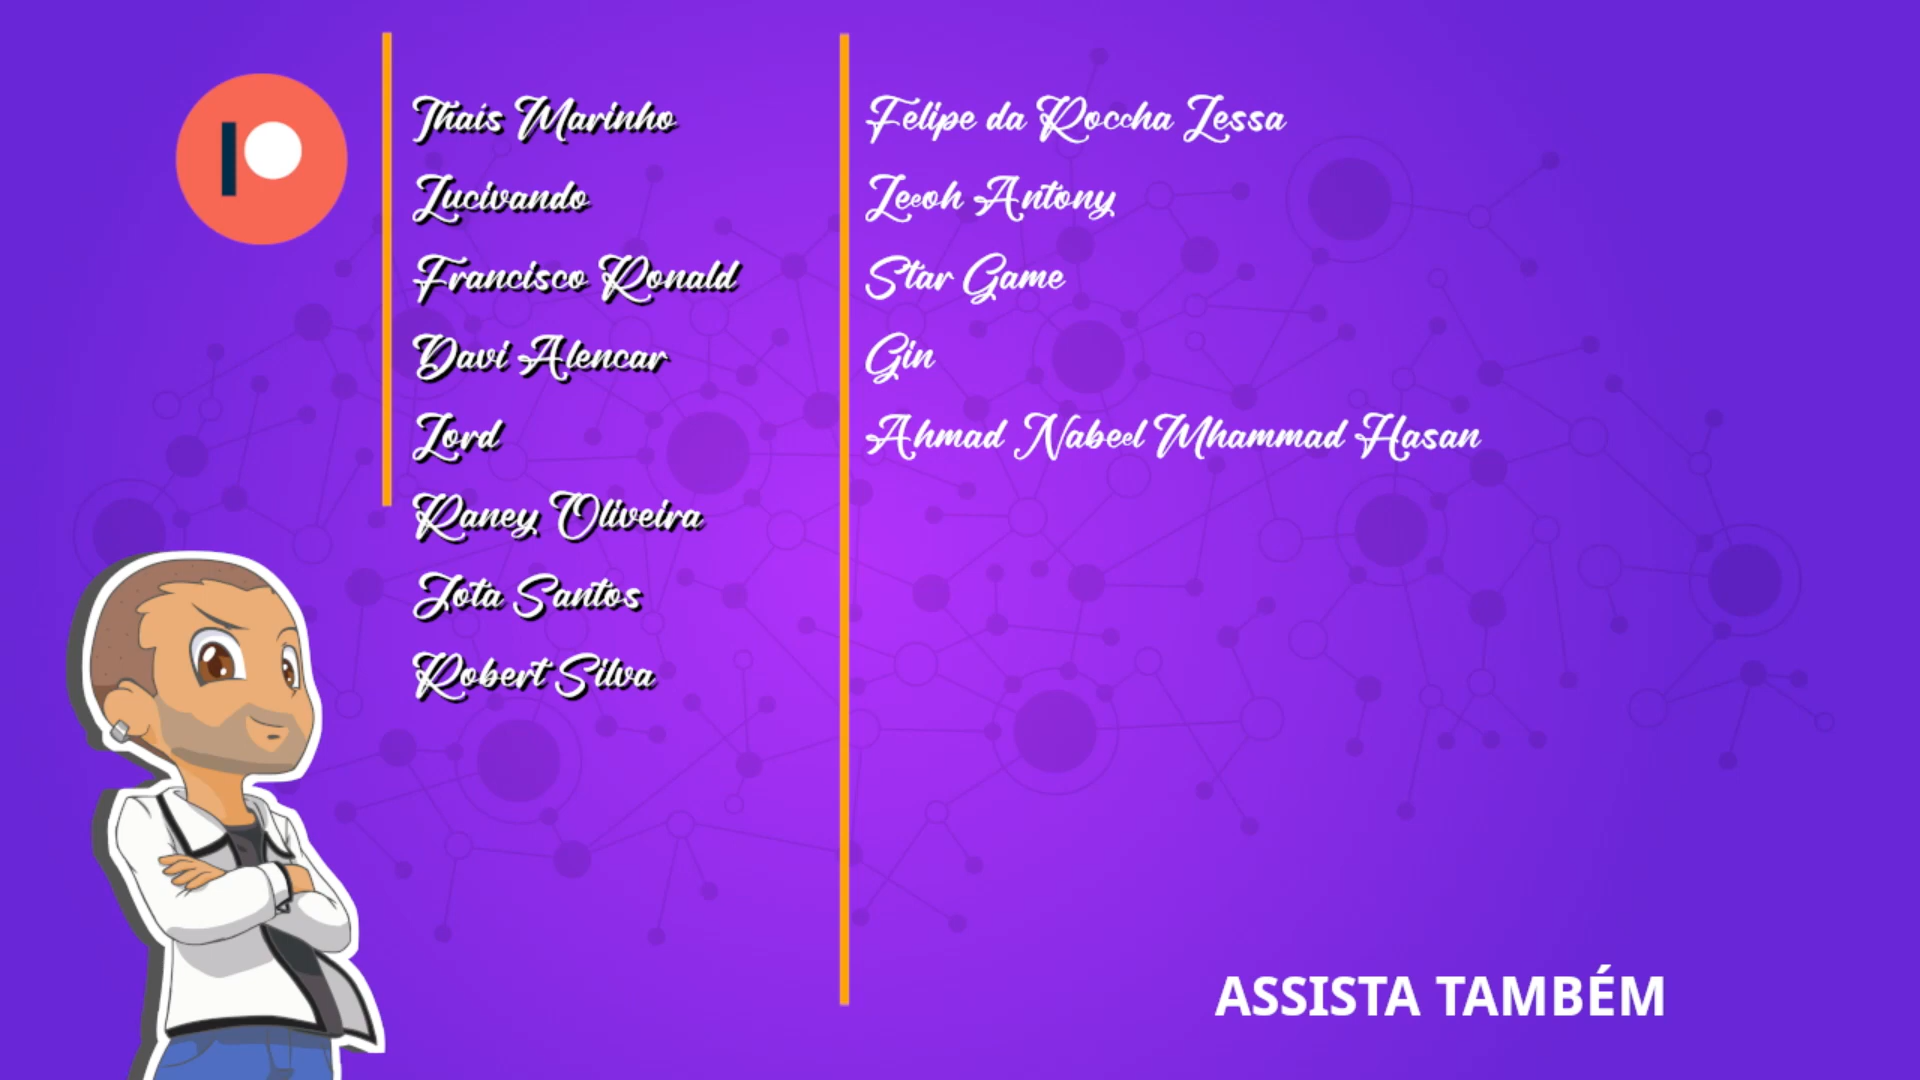 Thais Marinho
Lucivando
Francisco Ronald
Davi Alencar
Lord
Raney Oliveira
Jota Santos
Robert Silva
Felipe da Roccha Lessa
Leeoh Antony
Star Game
Gin
Ahmad Nabeel Mhammad Hasan
ASSISTA TAMBÉM